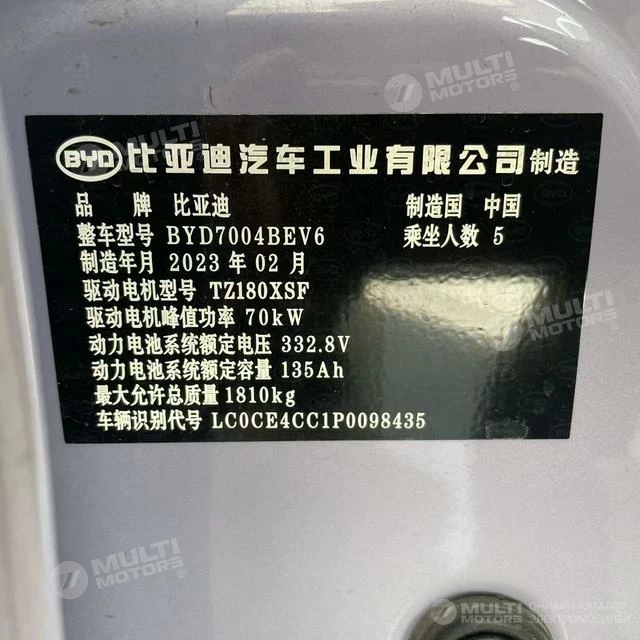 MULTI
MOTORS®
BYD 比亚迪汽车工业有限公司 制造
品 牌 比亚迪 制造国 中国
整车型号 BYD7004BEV6 乘坐人数 5
制造年月 2023 年 02 月
驱动电机型号 TZ180XSF
驱动电机峰值功率 70kW
动力电池系统额定电压 332.8V
动力电池系统额定容量 135Ah
最大允许总质量 1810kg
车辆识别代号 LC0CE4CC1P0098435
MULTI
MOTORS®
MULTI
MOTORS
ОНЛАЙН-КАТАЛОГ
ЭЛЕКТРОМОБИЛЕЙ